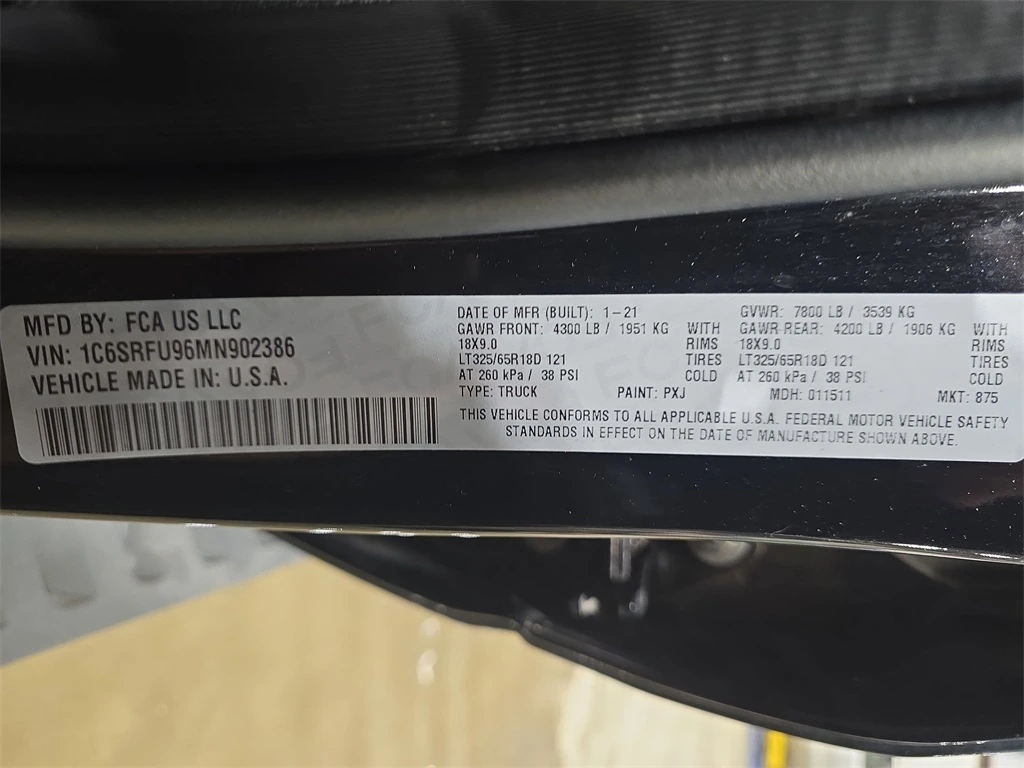 MFD BY: FCA US LLC
VIN: 1C6SRFU96MN902386
VEHICLE MADE IN: U.S.A.
DATE OF MFR (BUILT): 1-21 GVWR: 7800 LB / 3539 KG
GAWR FRONT: 4300 LB / 1951 KG WITH GAWR-REAR: 4200 LB / 1906 KG WITH
18X9.0 RIMS 18X9.0 RIMS
LT325/65R18D 121 TIRES LT325/65R18D 121 TIRES
AT 260 kPa / 38 PSI COLD AT 260 kPa / 38 PSI COLD
TYPE: TRUCK PAINT: PXJ MDH: 011511 MKT: 875
THIS VEHICLE CONFORMS TO ALL APPLICABLE U.S.A. FEDERAL MOTOR VEHICLE SAFETY
STANDARDS IN EFFECT ON THE DATE OF MANUFACTURE SHOWN ABOVE.